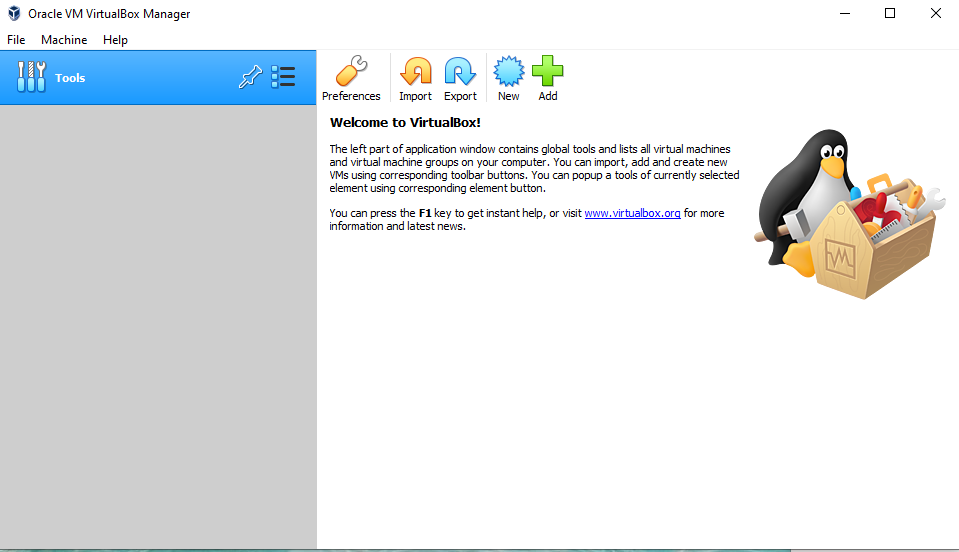 Oracle VM VirtualBox Manager
File Machine Help
Tools
Preferences Import Export New Add
Welcome to VirtualBox!
The left part of application window contains global tools and lists all virtual machines
and virtual machine groups on your computer. You can import, add and create new
VMs using corresponding toolbar buttons. You can popup a tools of currently selected
element using corresponding element button.
You can press the F1 key to get instant help, or visit www.virtualbox.org for more
information and latest news.